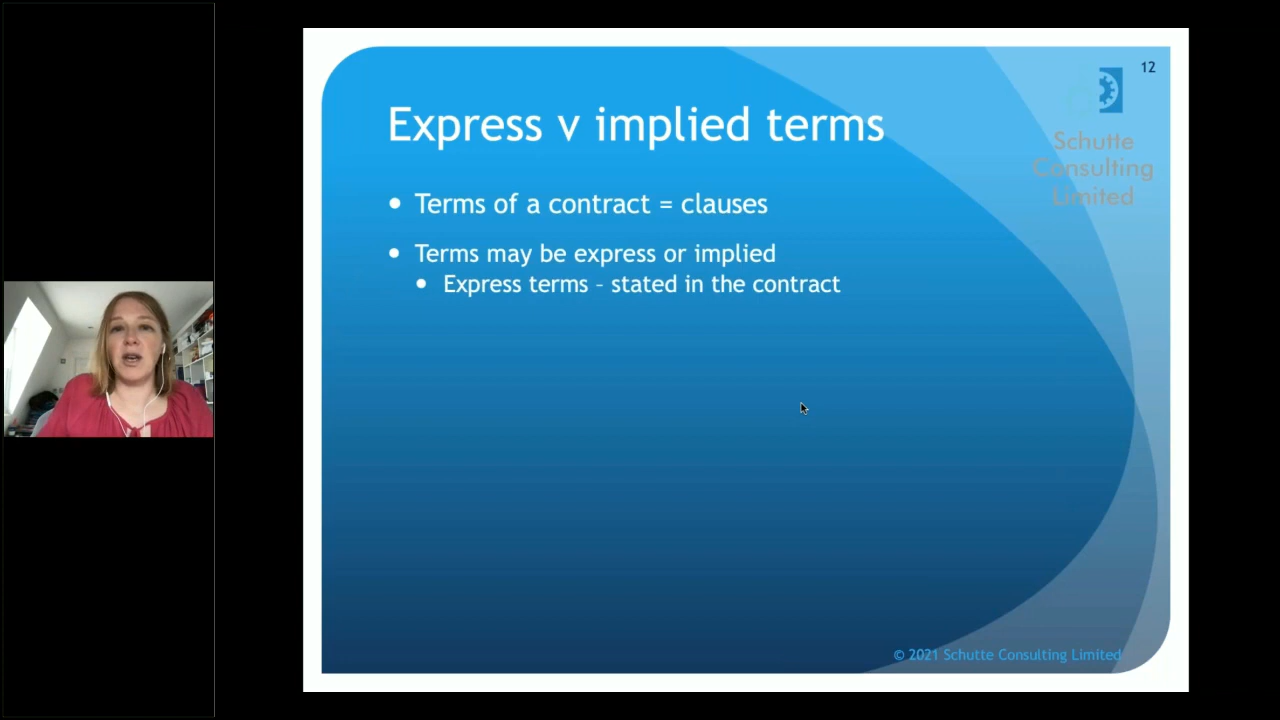 12
Express v implied terms
Schutte
Consulting
Limited
• Terms of a contract = clauses
• Terms may be express or implied
• Express terms – stated in the contract
© 2021 Schutte Consulting Limited